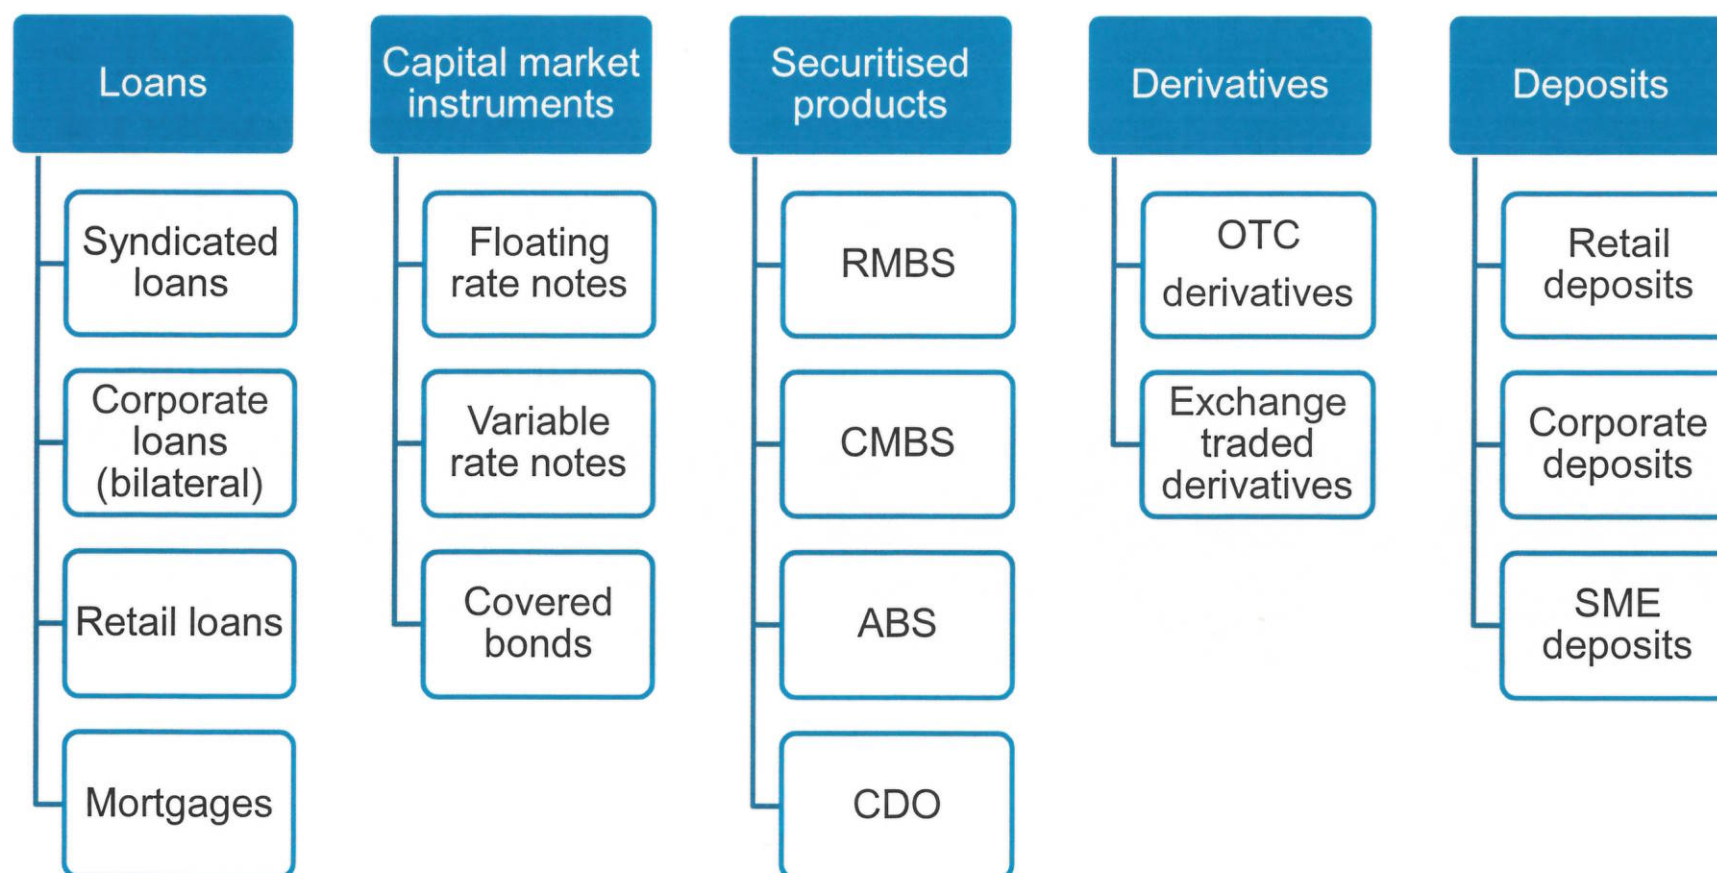 Loans
Syndicated
loans
Corporate
loans
(bilateral)
Retail loans
Mortgages
Capital market
instruments
Floating
rate notes
Variable
rate notes
Covered
bonds
Securitised
products
RMBS
CMBS
ABS
CDO
Derivatives
OTC
derivatives
Exchange
traded
derivatives
Deposits
Retail
deposits
Corporate
deposits
SME
deposits